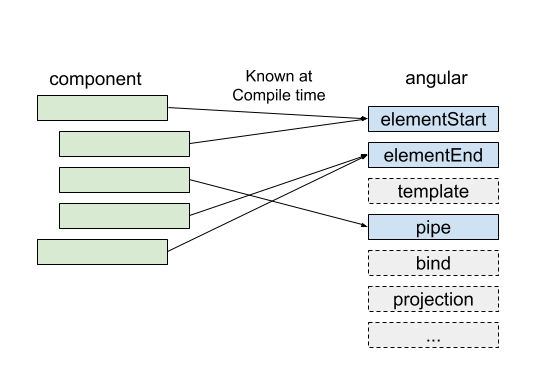 component
Known at
Compile time
angular
elementStart
elementEnd
template
pipe
bind
projection
...